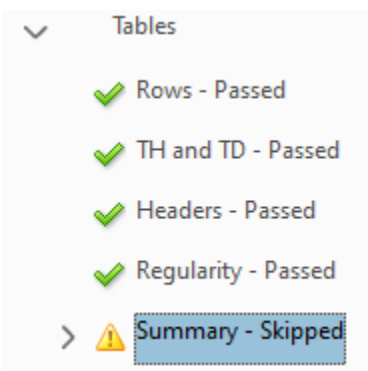 Tables
Rows - Passed
TH and TD - Passed
Headers - Passed
Regularity - Passed
Summary - Skipped